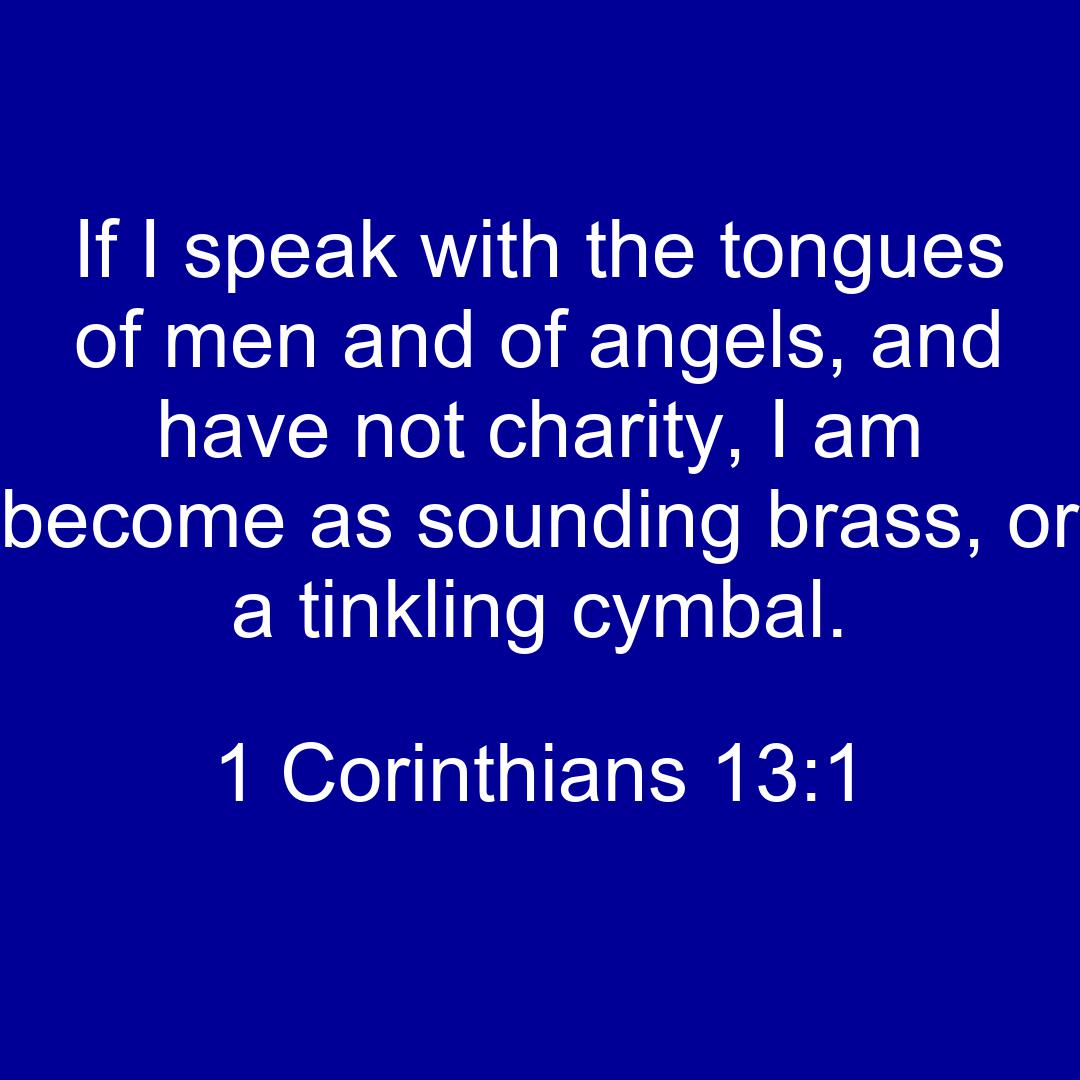 If I speak with the tongues
of men and of angels, and
have not charity, I am
become as sounding brass, or
a tinkling cymbal.
1 Corinthians 13:1